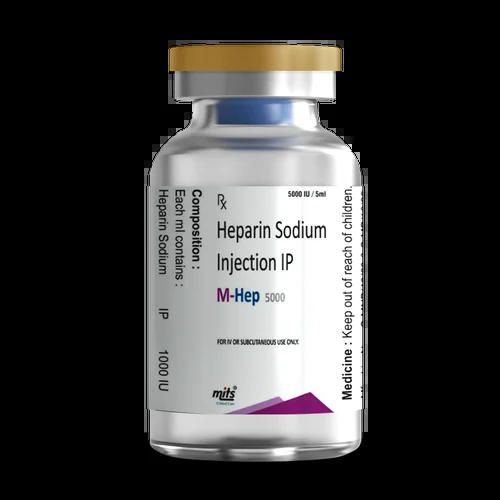 Composition :
Each ml contains :
Heparin Sodium IP 1000 IU
Rx
5000 IU / 5ml
Heparin Sodium
Injection IP
M-Hep 5000
FOR IV OR SUBCUTANEOUS USE ONLY.
mits
Medicine : Keep out of reach of children.